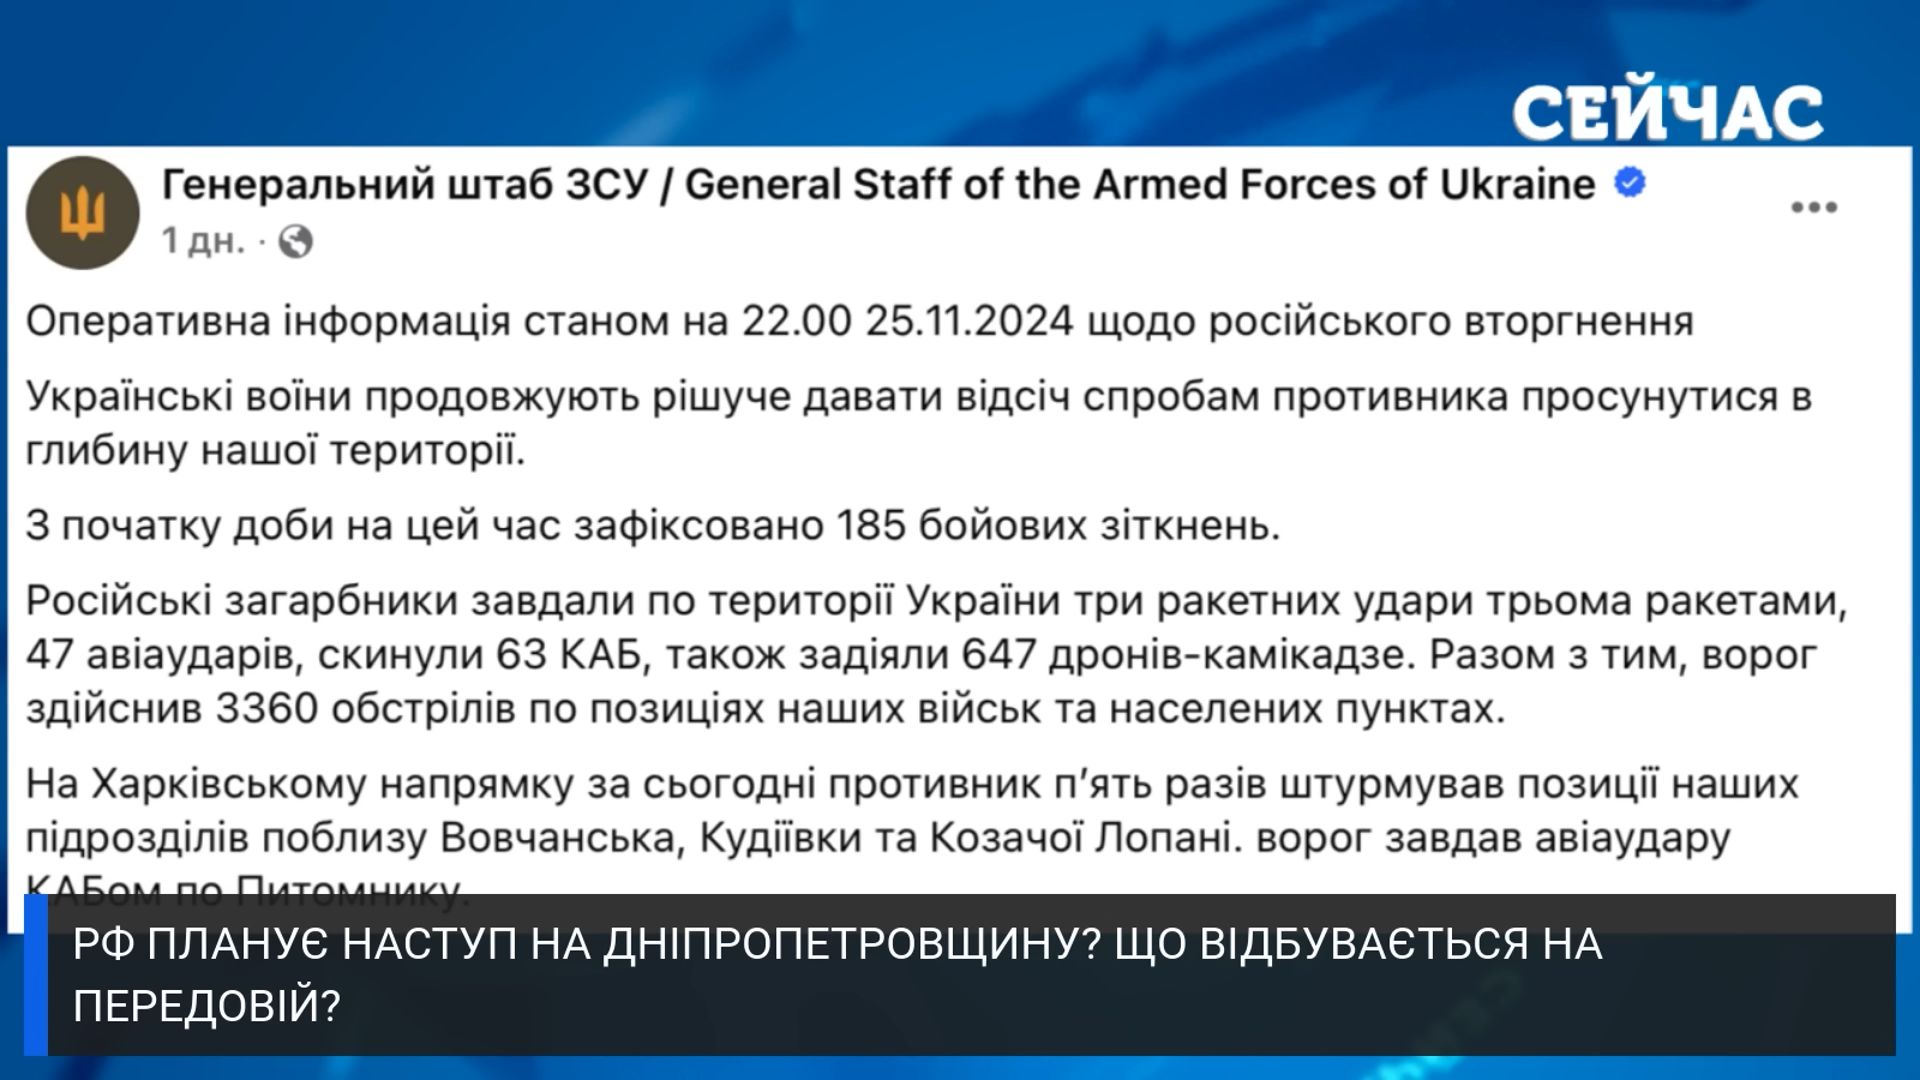 СЕЙЧАС
Генеральний штаб ЗСУ / General Staff of the Armed Forces of Ukraine
1 дн. ·
Оперативна інформація станом на 22.00 25.11.2024 щодо російського вторгнення
Українські воїни продовжують рішуче давати відсіч спробам противника просунутися в
глибину нашої території.
З початку доби на цей час зафіксовано 185 бойових зіткнень.
Російські загарбники завдали по території України три ракетних удари трьома ракетами,
47 авіаударів, скинули 63 КАБ, також задіяли 647 дронів-камікадзе. Разом з тим, ворог
здійснив 3360 обстрілів по позиціях наших військ та населених пунктах.
На Харківському напрямку за сьогодні противник п’ять разів штурмував позиції наших
підрозділів поблизу Вовчанська, Кудіївки та Козачої Лопані. ворог завдав авіаудару
КАБом по Питомнику.
РФ ПЛАНУЄ НАСТУП НА ДНІПРОПЕТРОВЩИНУ? ЩО ВІДБУВАЄТЬСЯ НА
ПЕРЕДОВІЙ?